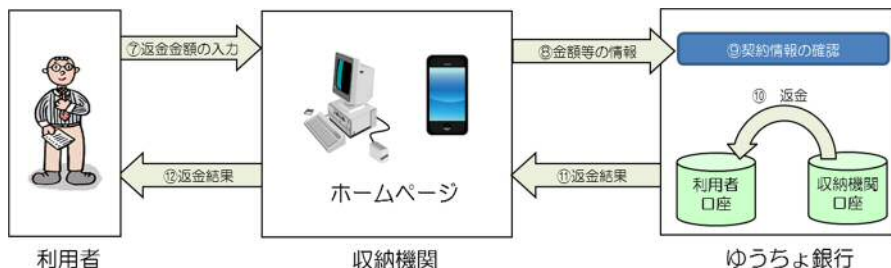 ⑦返金金額の入力
⑧金額等の情報
⑨契約情報の確認
⑩ 返金
利用者
口座
収納機関
口座
⑫返金結果
⑪返金結果
ホームページ
利用者
収納機関
ゆうちょ銀行